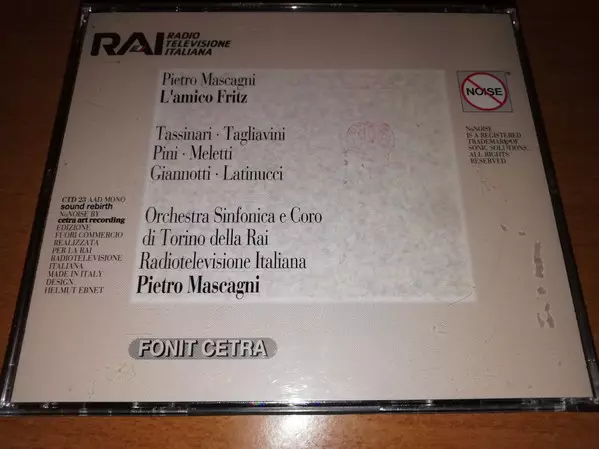 RAI RADIO
TELEVISIONE
ITALIANA
Pietro Mascagni
L'amico Fritz
Tassinari · Tagliavini
Pini · Meletti
Giannotti · Latinucci
Orchestra Sinfonica e Coro
di Torino della Rai
Radiotelevisione Italiana
Pietro Mascagni
NOISE
NoNOISE
IS A REGISTERED
TRADEMARK OF
SONIC SOLUTIONS.
ALL RIGHTS
RESERVED
CTD 23 AAD MONO
sound rebirth
NoNOISE BY
cetra art recording
EDIZIONE
FUORI COMMERCIO
REALIZZATA
PER LA RAI
RADIOTELEVISIONE
ITALIANA
MADE IN ITALY
DESIGN
HELMUT EBNET
FONIT CETRA